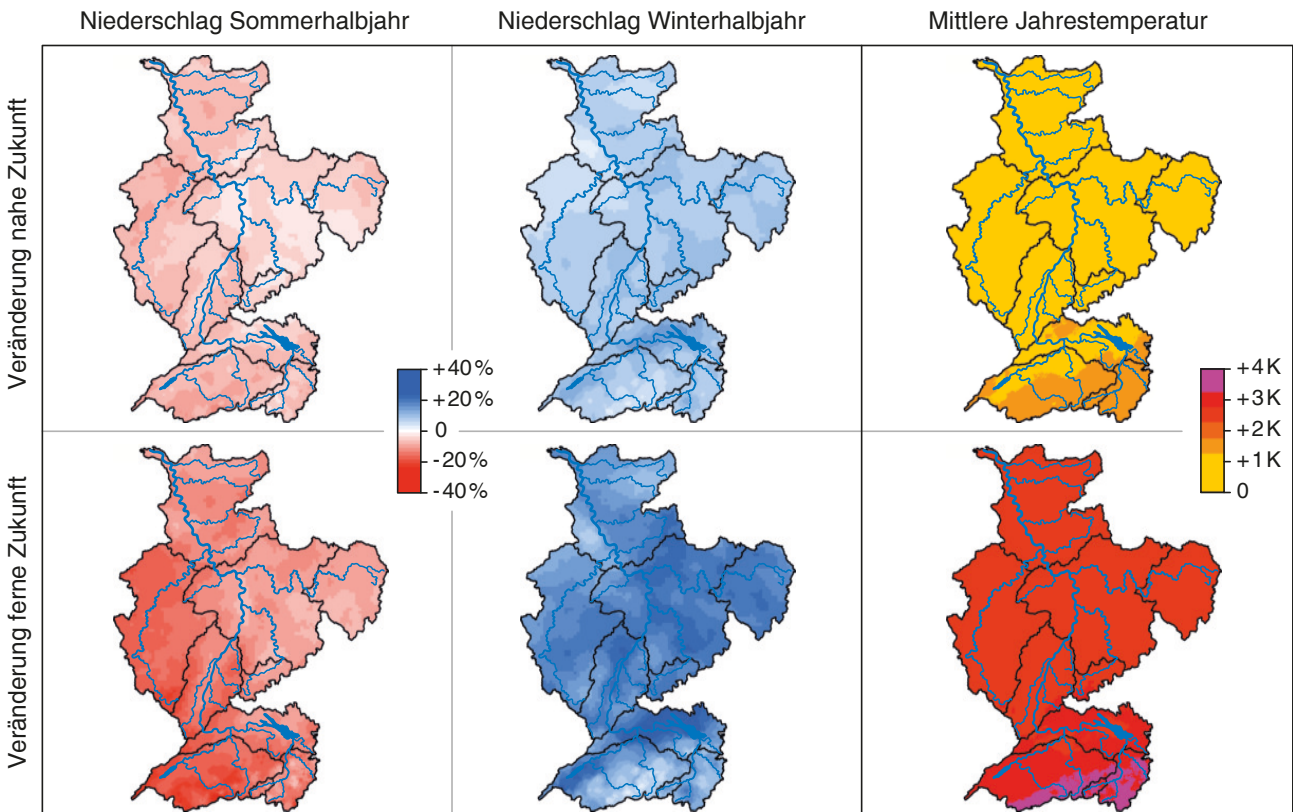 Niederschlag Sommerhalbjahr
Niederschlag Winterhalbjahr
Mittlere Jahrestemperatur
Veränderung nahe Zukunft
+40%
+20%
0
-20%
-40%
+4K
+3K
+2K
+1K
0
Veränderung ferne Zukunft